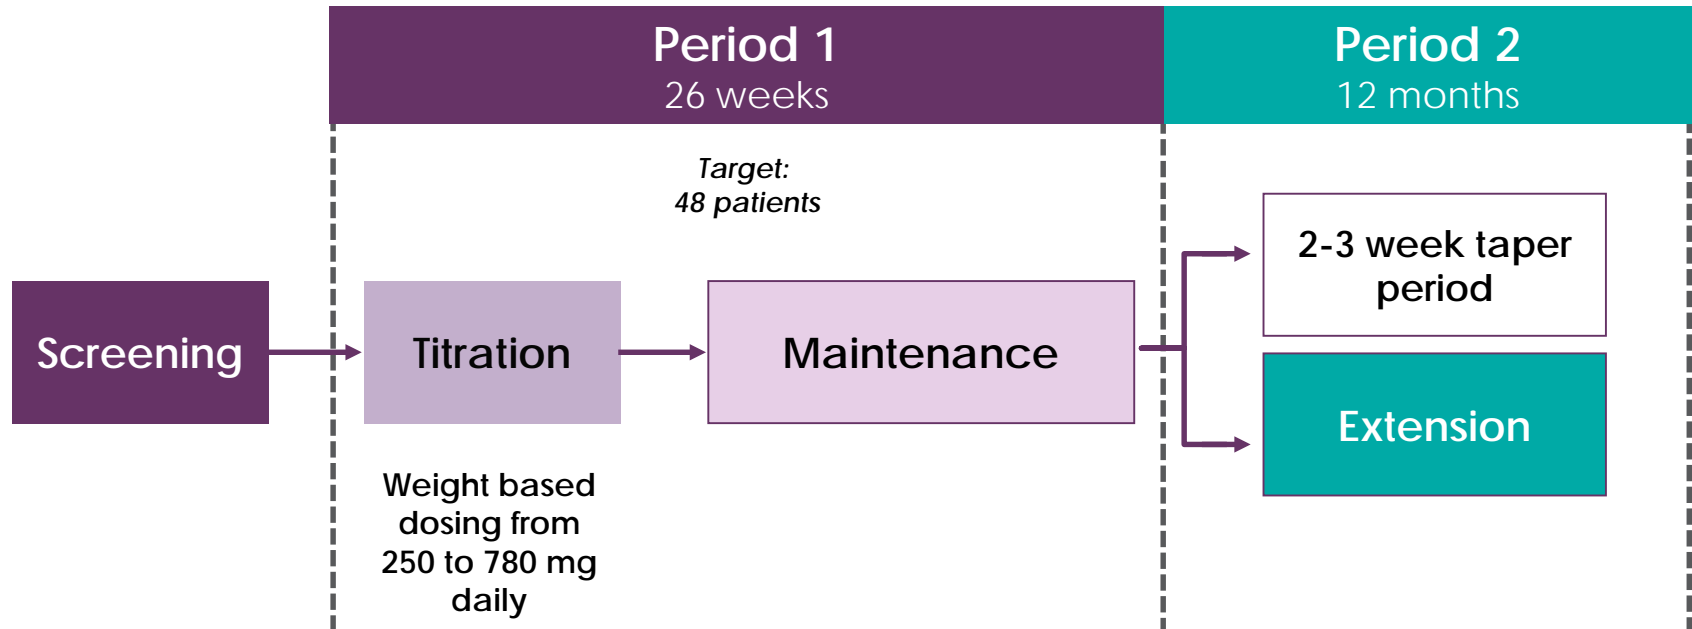 Period 1
26 weeks
Period 2
12 months
Target:
48 patients
Screening
Titration
Maintenance
2-3 week taper
period
Extension
Weight based
dosing from
250 to 780 mg
daily